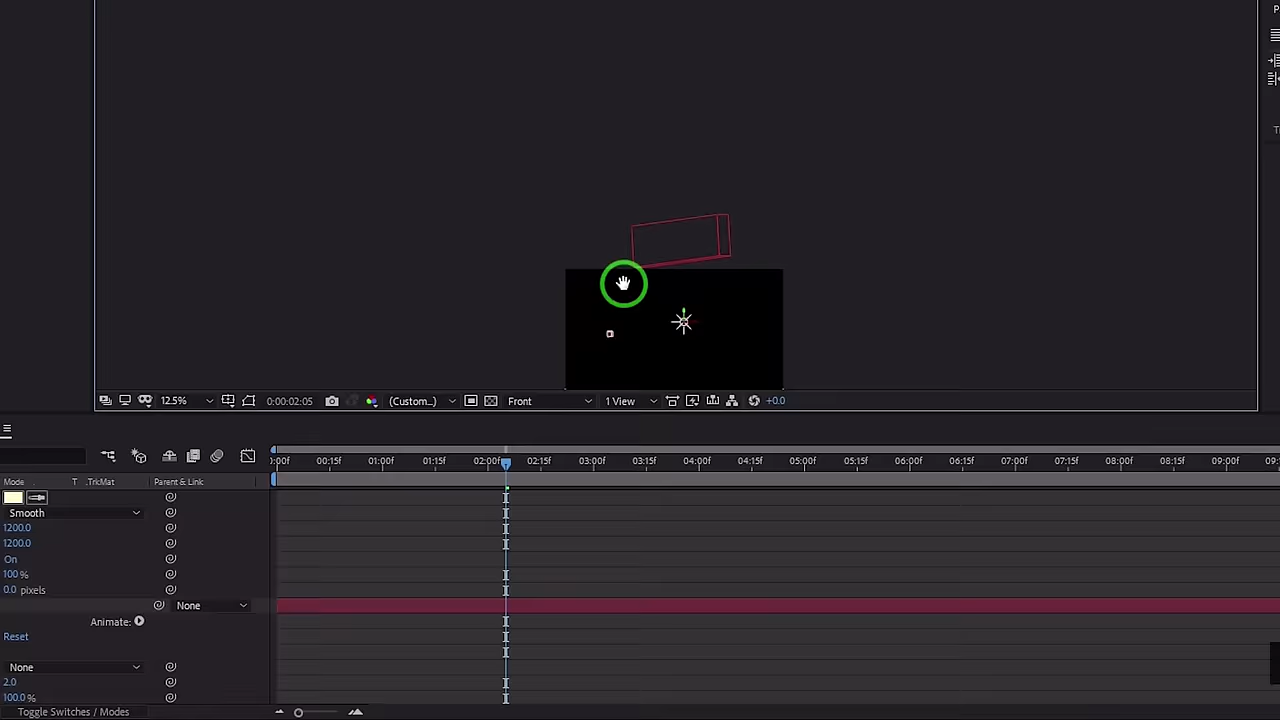 P
Ti
12.5% 0:00:02:05 (Custom...) Front 1 View +0.0
:00f 00:15f 01:00f 01:15f 02:00f 02:15f 03:00f 03:15f 04:00f 04:15f 05:00f 05:15f 06:00f 06:15f 07:00f 07:15f 08:00f 08:15f 09:00f 09:
Mode T .TrkMat Parent & Link
Smooth
1200.0
1200.0
On
100 %
0.0 pixels
None
Animate:
Reset
None
2.0
100.0 %
Toggle Switches / Modes